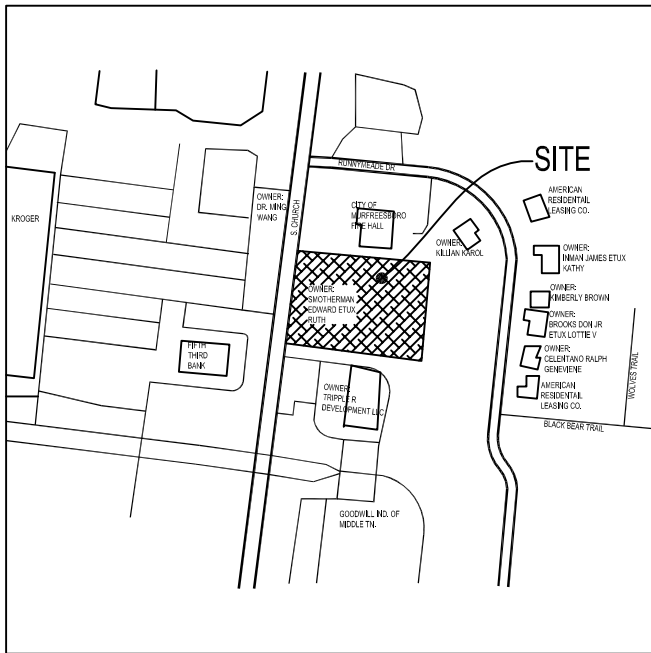 SITE
RUNNYMEADE DR
AMERICAN
RESIDENTAIL
LEASING CO.
OWNER:
DR. MING
WANG
S. CHURCH
CITY OF
MURFREESBORO
FIRE HALL
KROGER
OWNER:
KILLIAN KAROL
OWNER:
INMAN JAMES ETUX
KATHY
OWNER:
SMOTHERMAN
EDWARD ETUX
RUTH
OWNER:
KIMBERLY BROWN
OWNER:
BROOKS DON JR
ETUX LOTTIE V
OWNER:
CELENTANO RALPH
GENEVIENE
FIFTH
THIRD
BANK
OWNER:
TRIPPLE R
DEVELOPMENT LLC
AMERICAN
RESIDENTAIL
LEASING CO.
WOLVES TRAIL
BLACK BEAR TRAIL
GOODWILL IND. OF
MIDDLE TN.